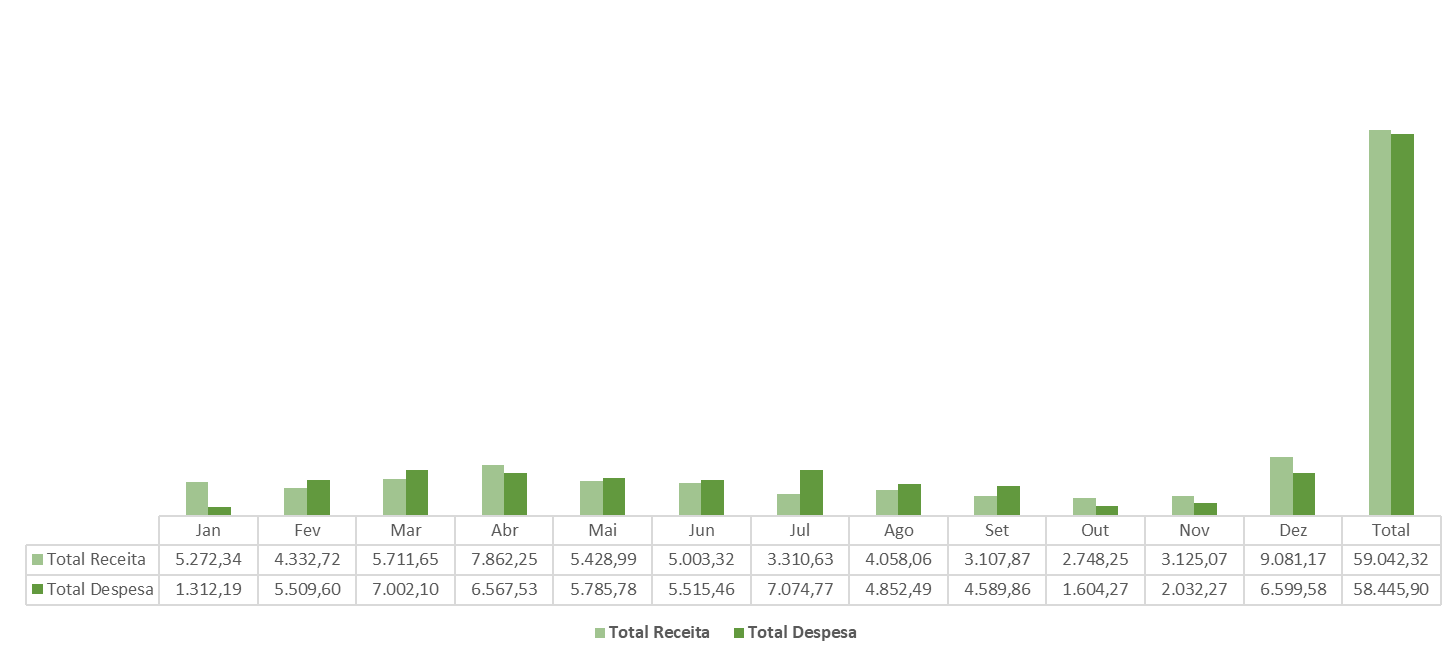 Jan Fev Mar Abr Mai Jun Jul Ago Set Out Nov Dez Total
Total Receita 5.272,34 4.332,72 5.711,65 7.862,25 5.428,99 5.003,32 3.310,63 4.058,06 3.107,87 2.748,25 3.125,07 9.081,17 59.042,32
Total Despesa 1.312,19 5.509,60 7.002,10 6.567,53 5.785,78 5.515,46 7.074,77 4.852,49 4.589,86 1.604,27 2.032,27 6.599,58 58.445,90
Total Receita Total Despesa